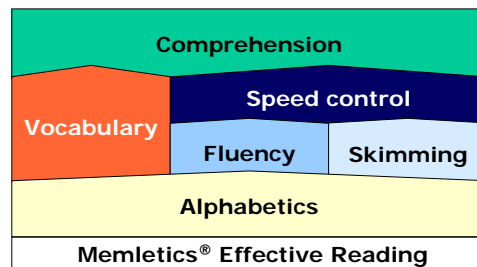 Comprehension
Speed control
Vocabulary
Fluency
Skimming
Alphabetics
Memletics® Effective Reading